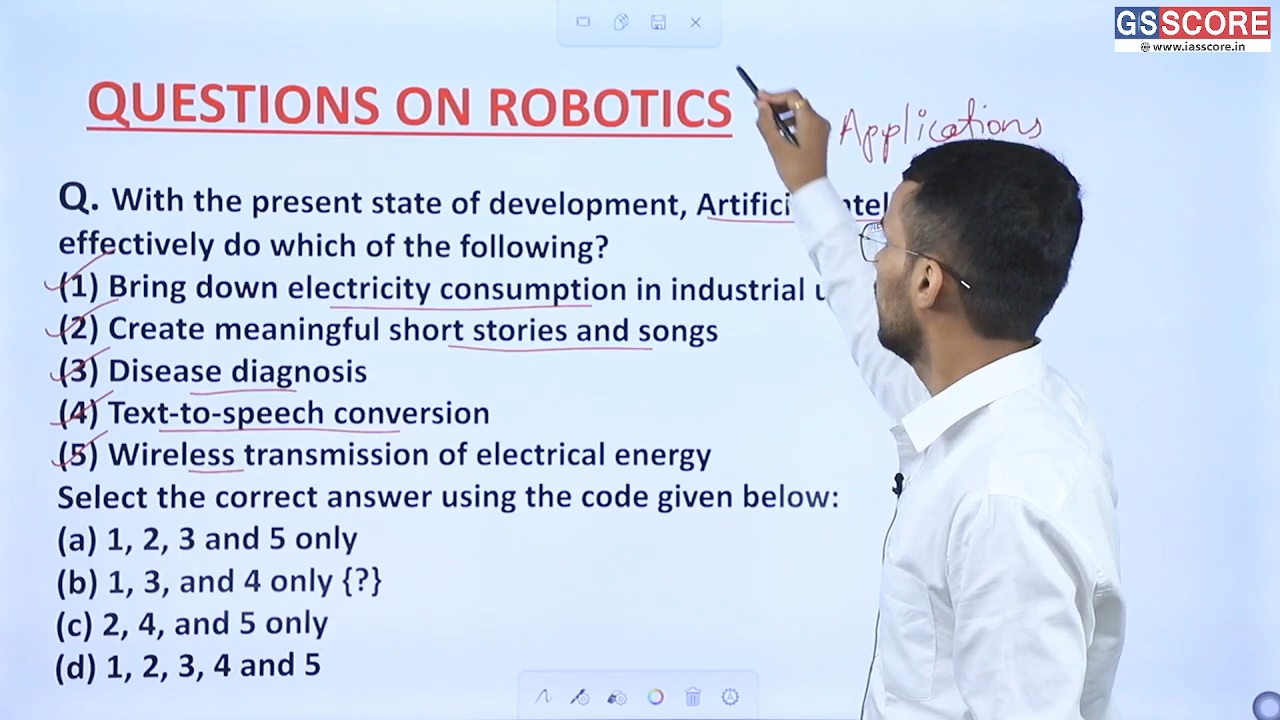 GSSCORE
www.iasscore.in
QUESTIONS ON ROBOTICS
Applications
Q. With the present state of development,
effectively do which of the following?
(1) Bring down electricity consumption in industrial
(2) Create meaningful short stories and songs
(3) Disease diagnosis
(4) Text-to-speech conversion
(5) Wireless transmission of electrical energy
Select the correct answer using the code given below:
(a) 1, 2, 3 and 5 only
(b) 1, 3, and 4 only {?}
(c) 2, 4, and 5 only
(d) 1, 2, 3, 4 and 5